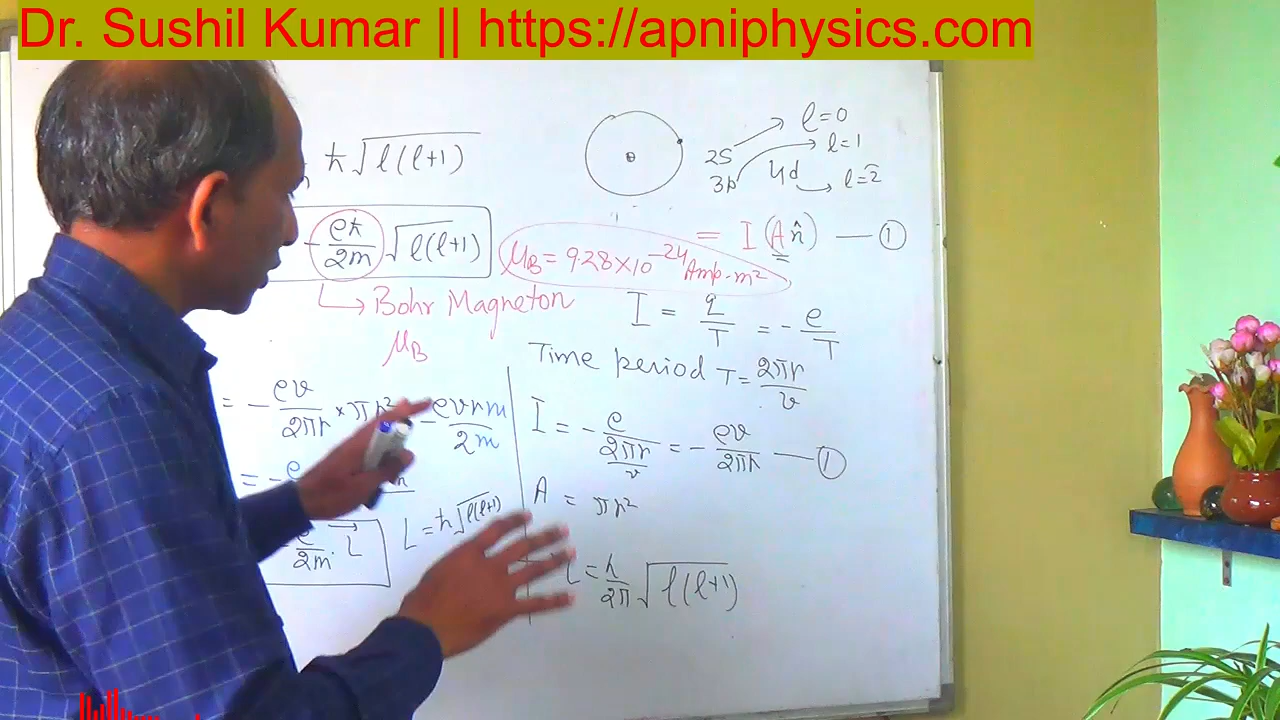 Dr. Sushil Kumar || https://apniphysics.com
ħ√l(l+1)
2S
3p
4d
l=0
l=1
l=2
-eħ/2m √l(l+1)
μB = 9.28×10^-24 Amp·m²
= I(An̂) — ①
Bohr Magneton
μB
I = q/T = -e/T
Time period T = 2πr/v
= -ev/2πr × πr² = -evrm/2m
I = -e/(2πr/v) = -ev/2πr — ①
= -e
A = πr²
e/2m · L⃗
L = ħ√l(l+1)
L = h/2π √l(l+1)